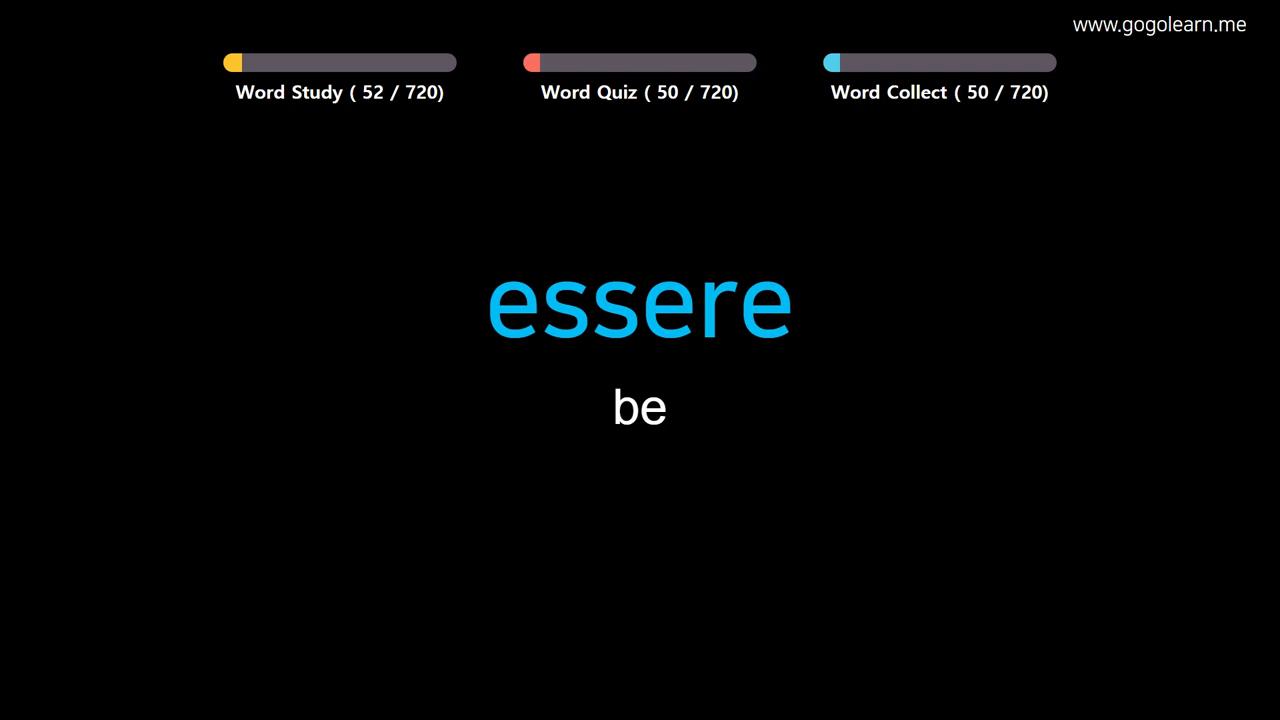 www.gogolearn.me
Word Study ( 52 / 720)
Word Quiz ( 50 / 720)
Word Collect ( 50 / 720)
essere
be